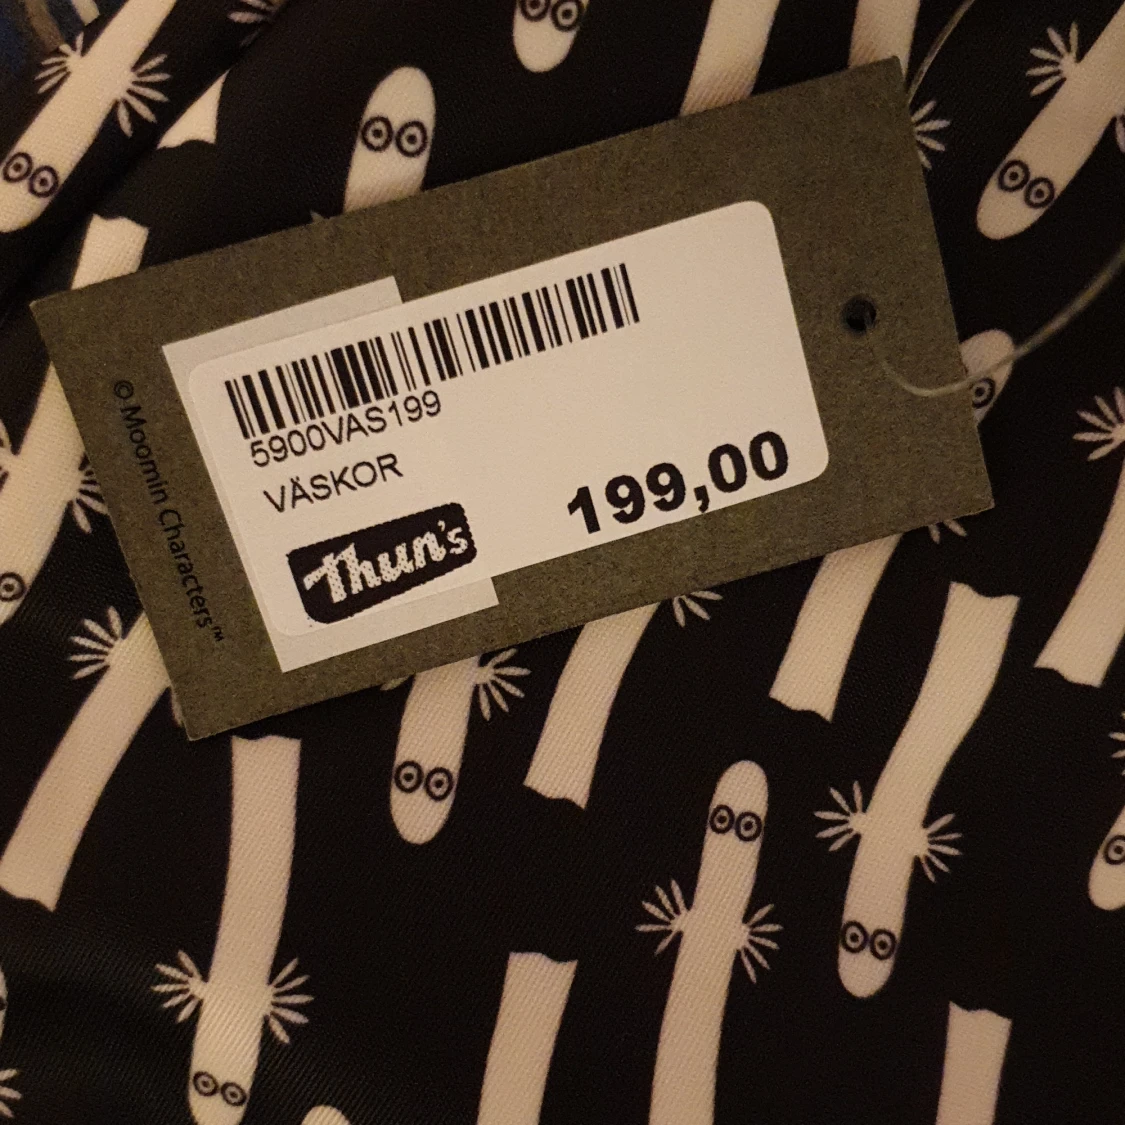 5900VAS199
VÄSKOR
Thun's
199,00
© Moomin Characters™